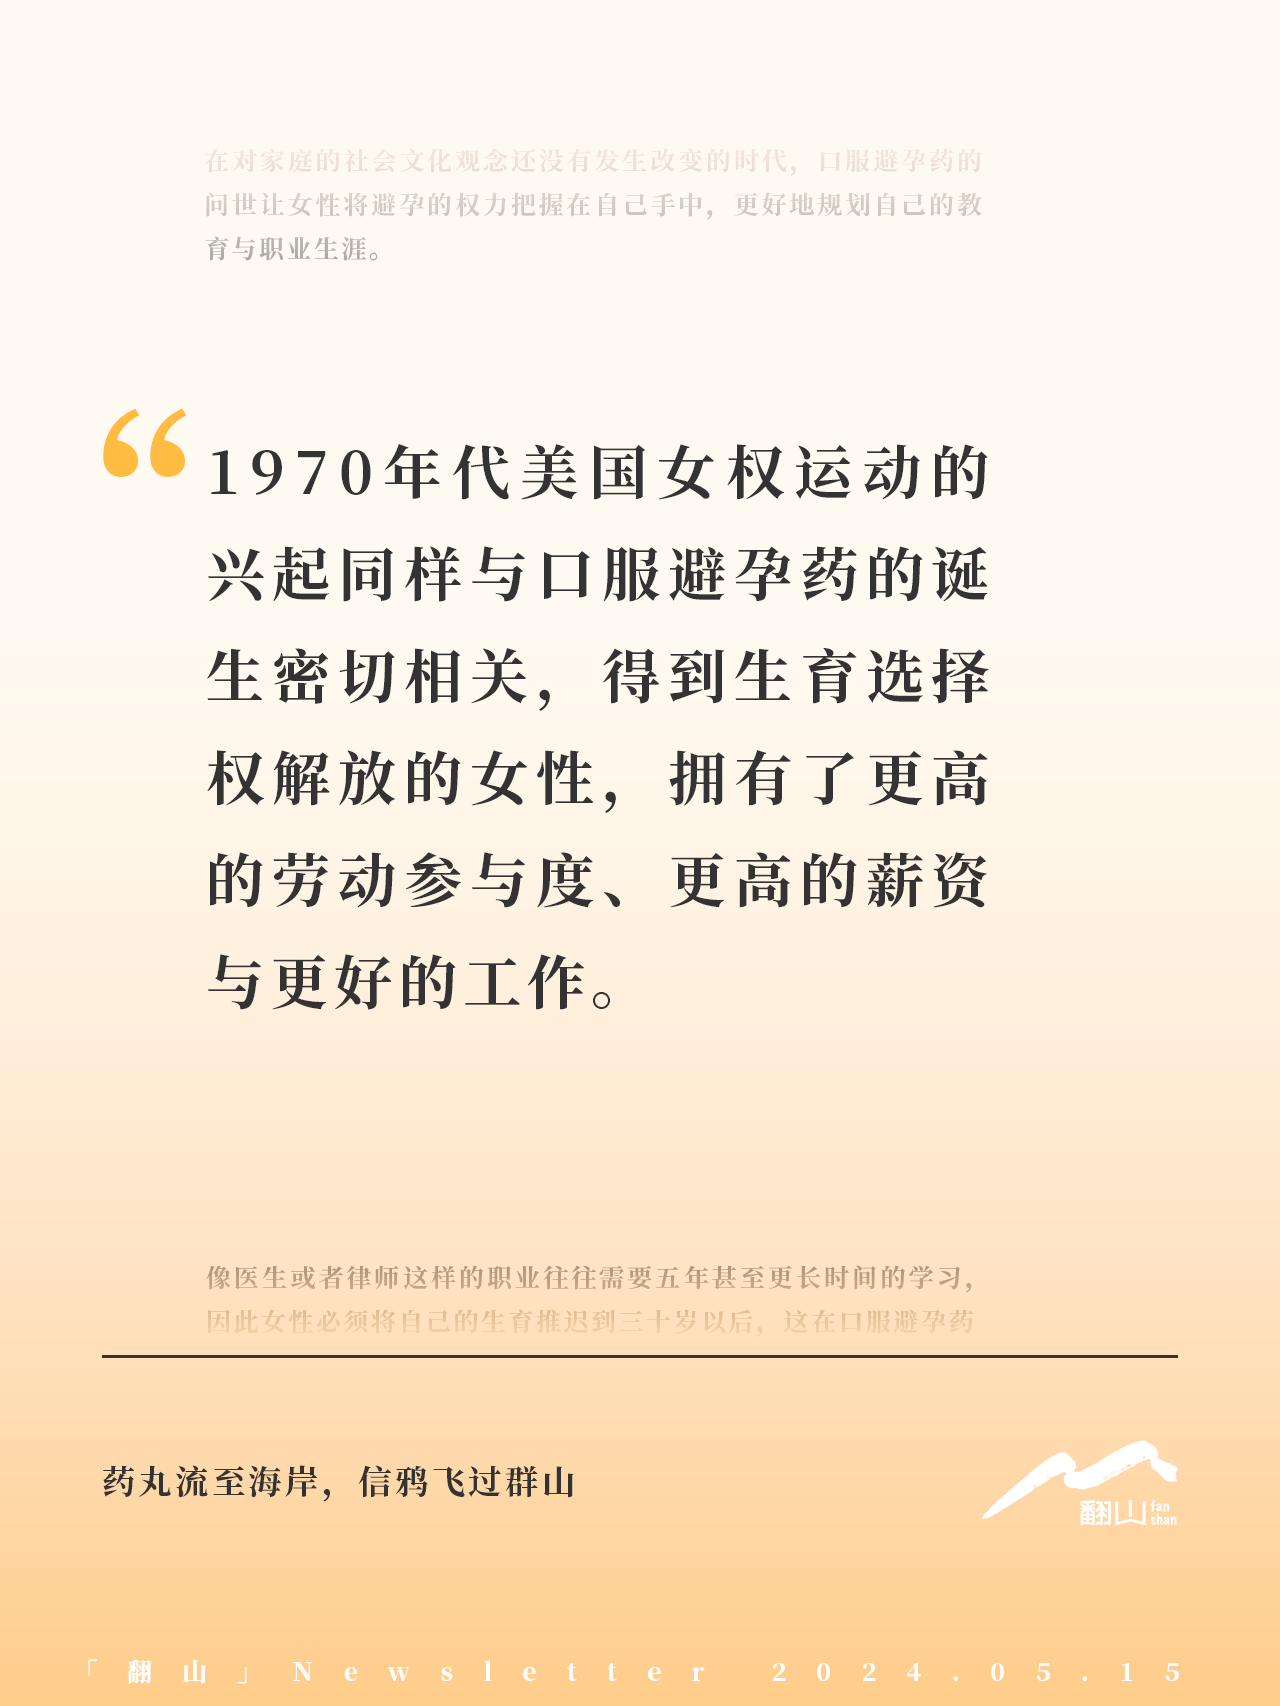 在对家庭的社会文化观念还没有发生改变的时代，口服避孕药的
问世让女性将避孕的权力把握在自己手中，更好地规划自己的教
育与职业生涯。
“1970年代美国女权运动的
兴起同样与口服避孕药的诞
生密切相关，得到生育选择
权解放的女性，拥有了更高
的劳动参与度、更高的薪资
与更好的工作。
像医生或者律师这样的职业往往需要五年甚至更长时间的学习，
因此女性必须将自己的生育推迟到三十岁以后，这在口服避孕药
药丸流至海岸，信鸦飞过群山
翻山 fan
shan
「翻山」Newsletter 2024.05.15